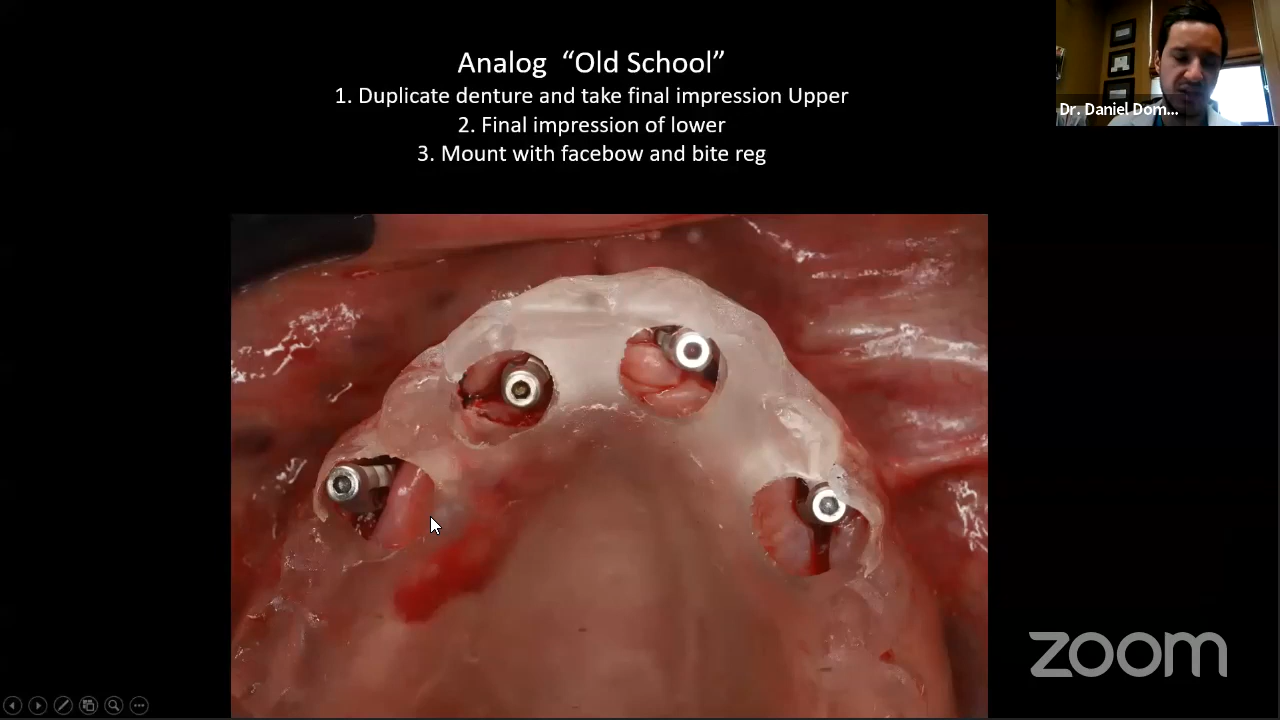 Analog “Old School”
1. Duplicate denture and take final impression Upper
2. Final impression of lower
3. Mount with facebow and bite reg
Dr. Daniel Dom...
zoom